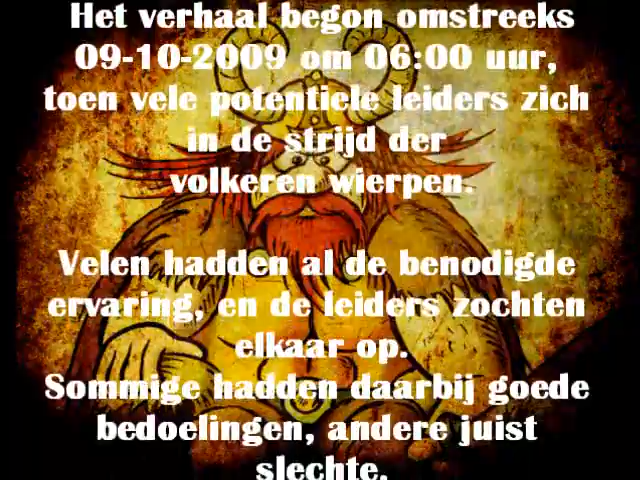 Het verhaal begon omstreeks
09-10-2009 om 06:00 uur,
toen vele potentiele leiders zich
in de strijd der
volkeren wierpen.
Velen hadden al de benodigde
ervaring, en de leiders zochten
elkaar op.
Sommige hadden daarbij goede
bedoelingen, andere juist
slechte.